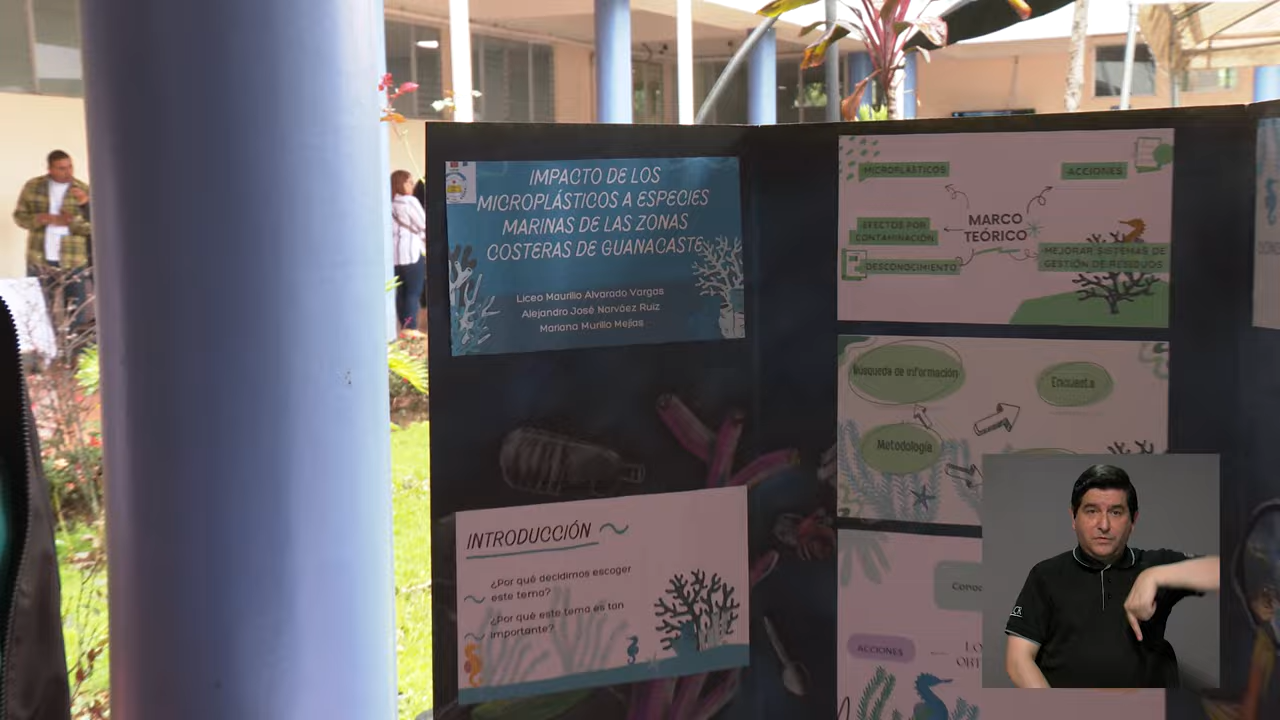 IMPACTO DE LOS
MICROPLÁSTICOS A ESPECIES
MARINAS DE LAS ZONAS
COSTERAS DE GUANACASTE
Liceo Maurilio Alvarado Vargas
Alejandro José Narváez Ruiz
Mariana Murillo Mejías
INTRODUCCIÓN
¿Por qué decidimos escoger
este tema?
¿Por qué este tema es tan
importante?
MICROPLÁSTICOS
ACCIONES
EFECTOS POR
CONTAMINACIÓN
MARCO
TEÓRICO
DESCONOCIMIENTO
MEJORAR SISTEMAS DE
GESTIÓN DE RESIDUOS
Búsqueda de información
Encuesta
Metodología
ACCIONES